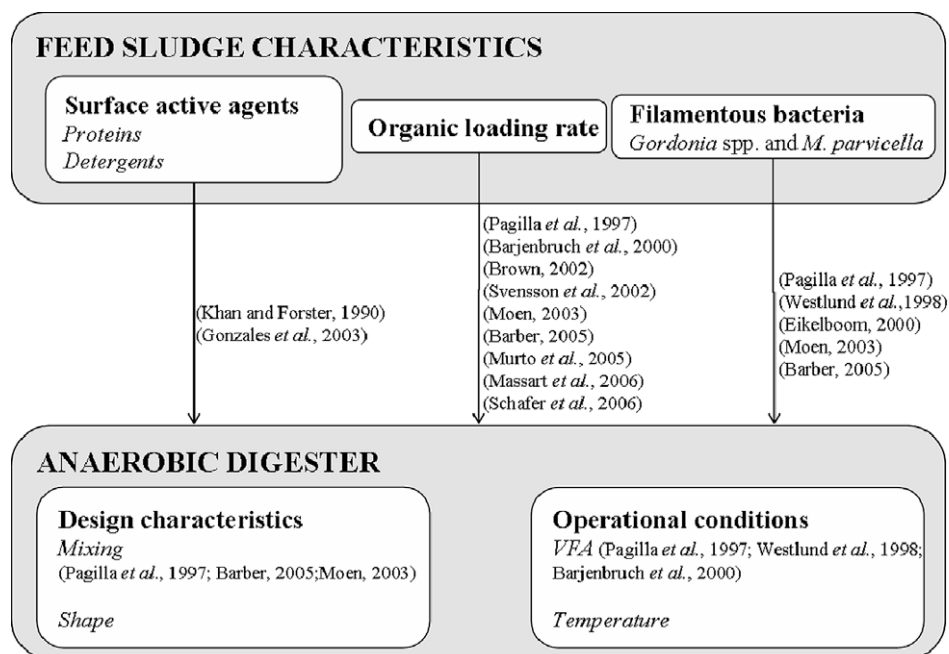 FEED SLUDGE CHARACTERISTICS
Surface active agents
Proteins
Detergents
Organic loading rate
Filamentous bacteria
Gordonia spp. and M. parvicella
(Khan and Forster, 1990)
(Gonzales et al., 2003)
(Pagilla et al., 1997)
(Barjenbruch et al., 2000)
(Brown, 2002)
(Svensson et al., 2002)
(Moen, 2003)
(Barber, 2005)
(Murto et al., 2005)
(Massart et al., 2006)
(Schafer et al., 2006)
(Pagilla et al., 1997)
(Westlund et al.,1998)
(Eikelboom, 2000)
(Moen, 2003)
(Barber, 2005)
ANAEROBIC DIGESTER
Design characteristics
Mixing
(Pagilla et al., 1997; Barber, 2005;Moen, 2003)
Shape
Operational conditions
VFA (Pagilla et al., 1997; Westlund et al., 1998;
Barjenbruch et al., 2000)
Temperature